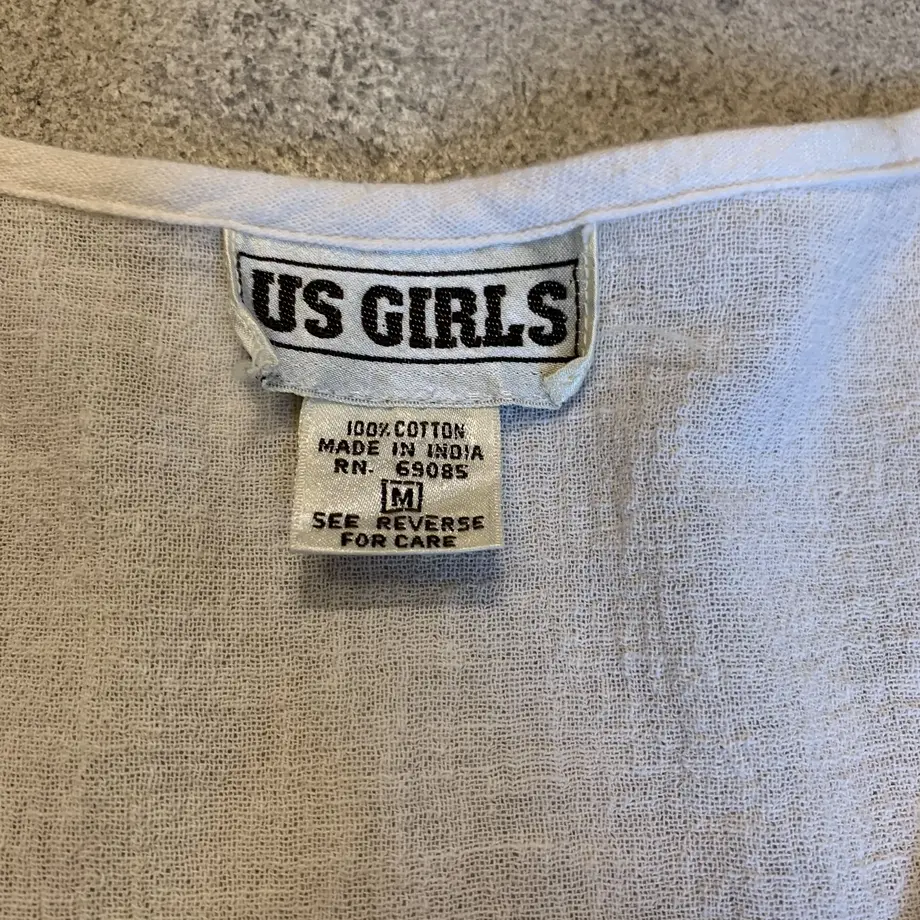 US GIRLS
100% COTTON
MADE IN INDIA
RN. 69085
M
SEE REVERSE
FOR CARE